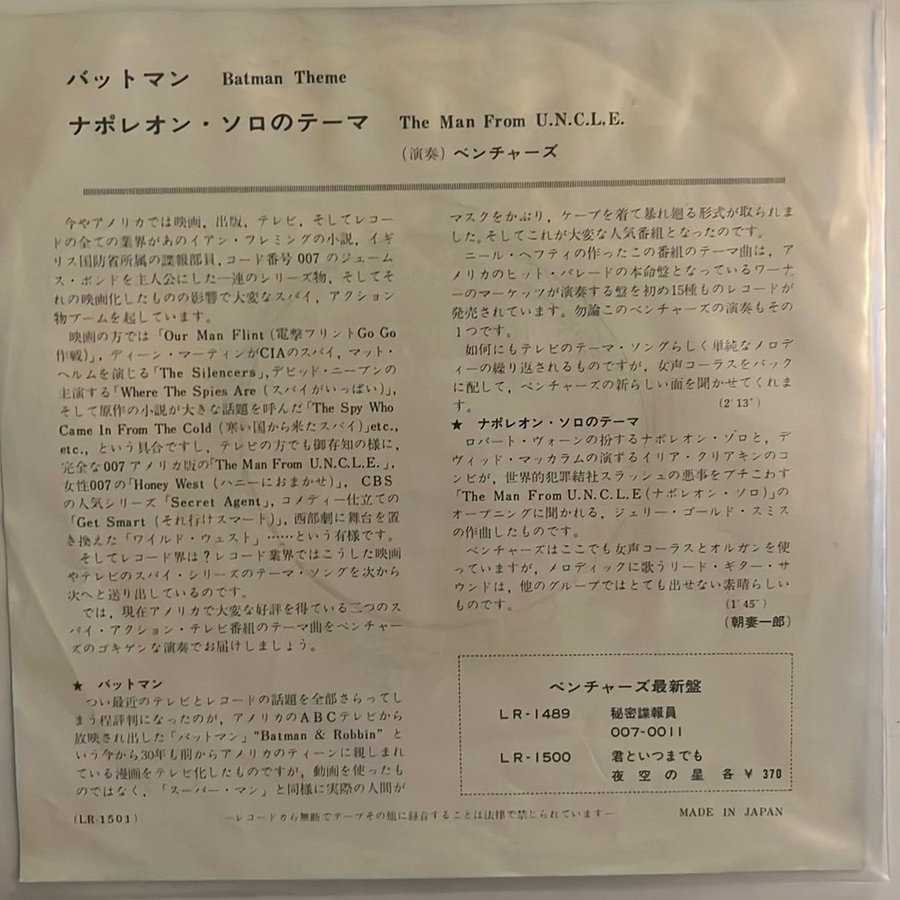 バットマン Batman Theme
ナポレオン・ソロのテーマ The Man From U.N.C.L.E.
(演奏) ベンチャーズ
今やアメリカでは映画，出版，テレビ，そしてレコー
ドの全ての業界があのイアン・フレミングの小説，イギ
リス国防省所属の諜報部員，コード番号 007 のジェーム
ス・ボンドを主人公にした一連のシリーズ物，そしてそ
れの映画化したものの影響で大変なスパイ，アクション
物ブームを起しています。
映画の方では「Our Man Flint (電撃フリントGo Go
作戦)」，ディーン・マーティンがCIAのスパイ，マット・
ヘルムを演じる「The Silencers」，デビッド・ニーブンの
主演する「Where The Spies Are (スパイがいっぱい)」，
そして原作の小説が大きな話題を呼んだ「The Spy Who
Came In From The Cold (寒い国から来たスパイ)」etc.,
etc., という具合ですし，テレビの方でも御存知の様に，
完全な007アメリカ版の「The Man From U.N.C.L.E.」，
女性007の「Honey West (ハニーにおまかせ)」， CBS
の人気シリーズ「Secret Agent」，コメディー仕立ての
「Get Smart (それ行けスマート)」，西部劇に舞台を置
き換えた「ワイルド・ウェスト」……という有様です。
そしてレコード界は？レコード業界ではこうした映画
やテレビのスパイ・シリーズのテーマ・ソングを次から
次へと送り出しているのです。
では，現在アメリカで大変な好評を得ている二つのス
パイ・アクション・テレビ番組のテーマ曲をベンチャー
ズのゴキゲンな演奏でお届けしましょう。
★ バットマン
つい最近のテレビとレコードの話題を全部さらってし
まう程評判になったのが，アメリカのABCテレビから
放映され出した「バットマン」“Batman & Robbin” と
いう今から30年も前からアメリカのティーンに親しまれ
ている漫画をテレビ化したものですが，動画を使ったも
のではなく，「スーパー・マン」と同様に実際の人間が
マスクをかぶり，ケープを着て暴れ廻る形式が取られま
した。そしてこれが大変な人気番組となったのです。
ニール・ヘフティの作ったこの番組のテーマ曲は，ア
メリカのヒット・パレードの本命盤となっているワーナ
ーのマーケッツが演奏する盤を初め15種ものレコードが
発売されています。勿論このベンチャーズの演奏もその
1つです。
如何にもテレビのテーマ・ソングらしく単純なメロデ
ィーの繰り返されるものですが，女声コーラスをバック
に配して，ベンチャーズの新らしい面を聞かせてくれま
す。 (2′13″)
★ ナポレオン・ソロのテーマ
ロバート・ヴォーンの扮するナポレオン・ソロと，デ
ヴィッド・マッカラムの演するイリア・クリアキンのコ
ンビが，世界的犯罪結社スラッシュの悪事をブチこわす
「The Man From U.N.C.L.E (ナポレオン・ソロ)」の
オープニングに聞かれる，ジェリー・ゴールド・スミス
の作曲したものです。
ベンチャーズはここでも女声コーラスとオルガンを使
っていますが，メロディックに歌うリード・ギター・サ
ウンドは，他のグループではとても出せない素晴らしい
ものです。 (1′45″)
(朝妻一郎)
ベンチャーズ最新盤
LR-1489 秘密諜報員
007-0011
LR-1500 君といつまでも
夜空の星 各¥370
(LR 1501) —レコードから無断でテープその他に録音することは法律で禁じられています— MADE IN JAPAN